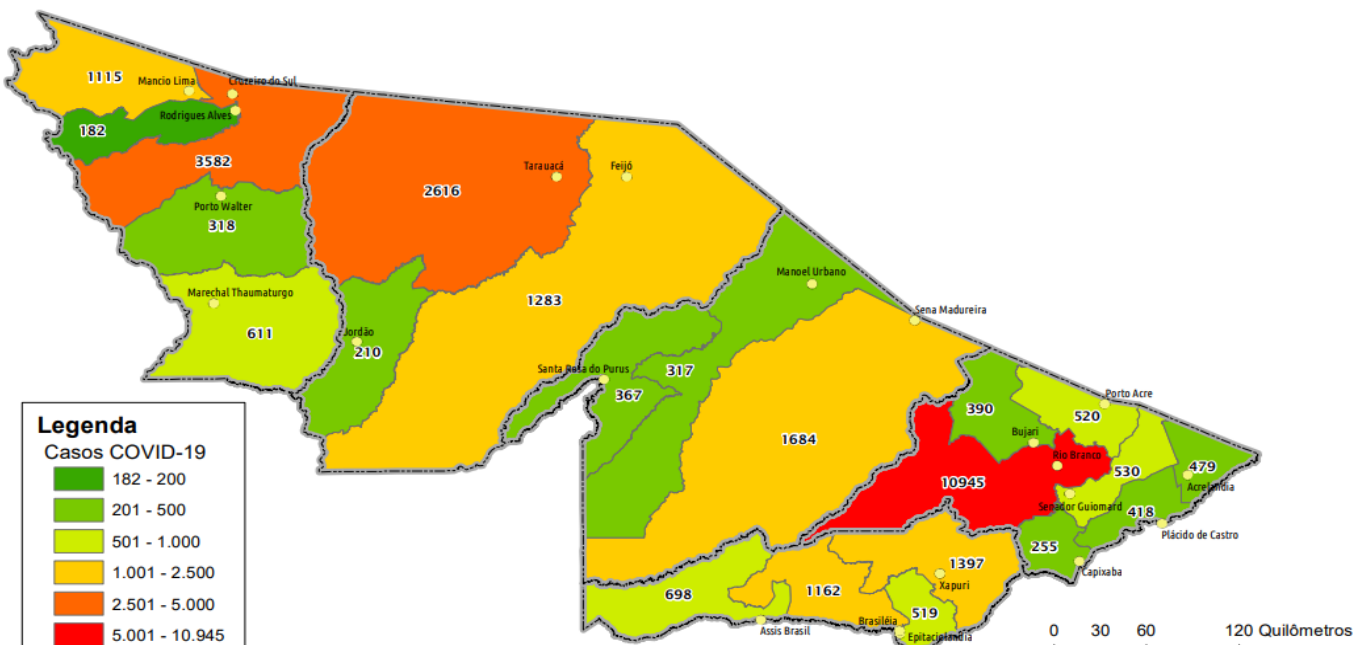 1115
Mancio Lima
Cruzeiro do Sul
Rodrigues Alves
182
3582
Porto Walter
318
Marechal Thaumaturgo
611
Tarauacá
Feijó
2616
1283
Jordão
210
Manoel Urbano
Sena Madureira
Santa Rosa do Purus
317
367
1684
390
Porto Acre
520
Bujari
Rio Branco
10945
530
479
Acrelandia
Senador Guiomard
418
Plácido de Castro
255
Capixaba
1397
Xapuri
698
1162
519
Assis Brasil
Brasiléia
Epitaciolandia
Legenda
Casos COVID-19
182 - 200
201 - 500
501 - 1.000
1.001 - 2.500
2.501 - 5.000
5.001 - 10.945
0 30 60 120 Quilômetros